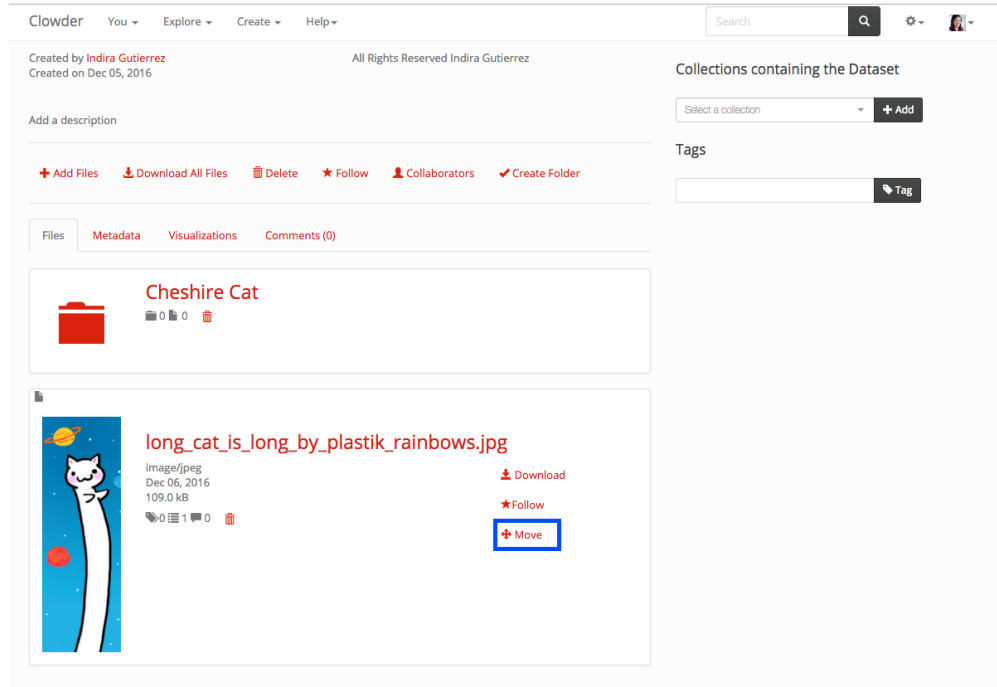 Clowder You Explore Create Help Search
Created by Indira Gutierrez All Rights Reserved Indira Gutierrez
Created on Dec 05, 2016
Collections containing the Dataset
Select a collection Add
Add a description
Tags
Add Files Download All Files Delete Follow Collaborators Create Folder
Tag
Files Metadata Visualizations Comments (0)
Cheshire Cat
0 0
long_cat_is_long_by_plastik_rainbows.jpg
image/jpeg
Dec 06, 2016
109.0 kB
0 1 0
Download
Follow
Move